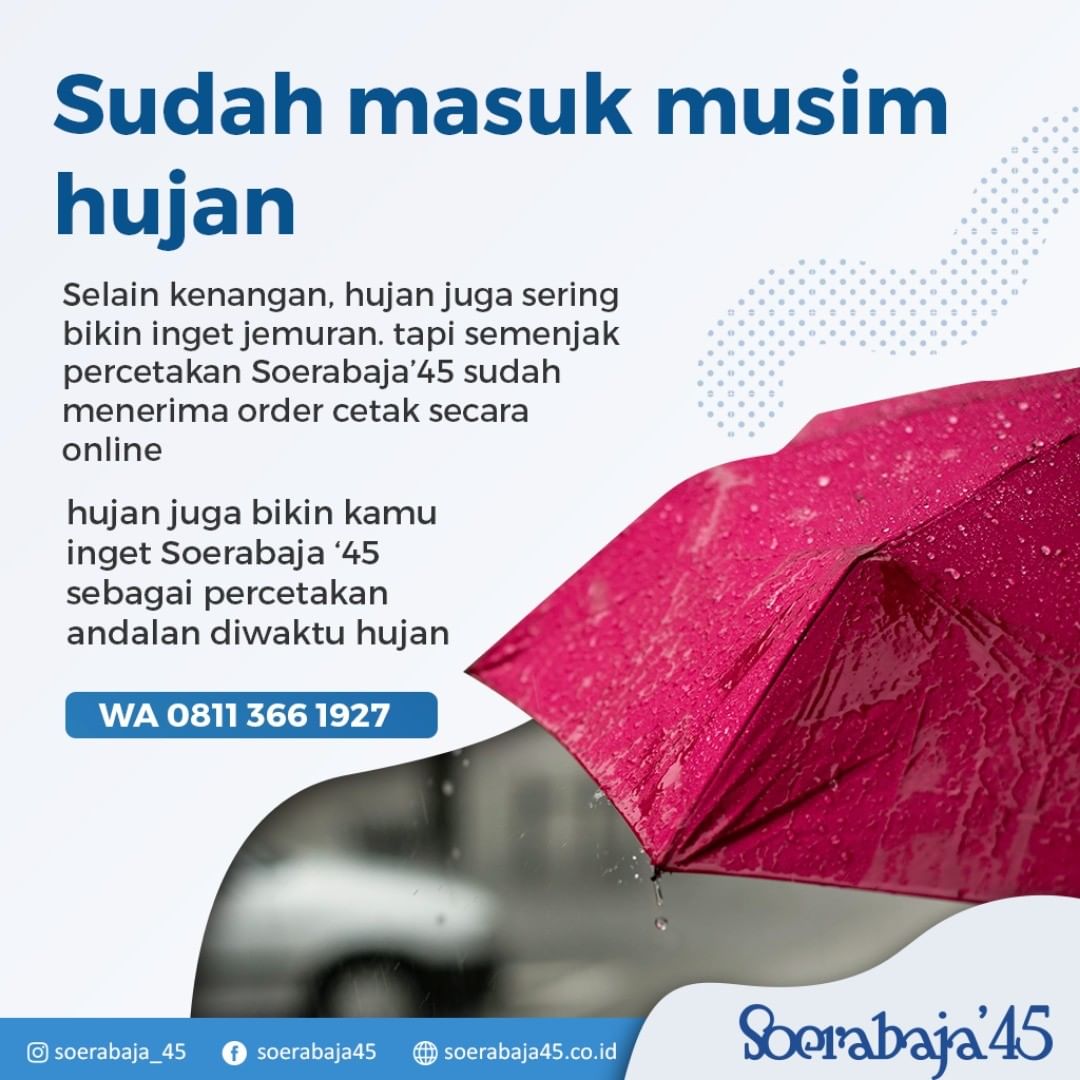 Sudah masuk musim
hujan
Selain kenangan, hujan juga sering
bikin inget jemuran. tapi semenjak
percetakan Soerabaja’45 sudah
menerima order cetak secara
online
hujan juga bikin kamu
inget Soerabaja ‘45
sebagai percetakan
andalan diwaktu hujan
WA 0811 366 1927
soerabaja_45
soerabaja45
soerabaja45.co.id
Soerabaja’45